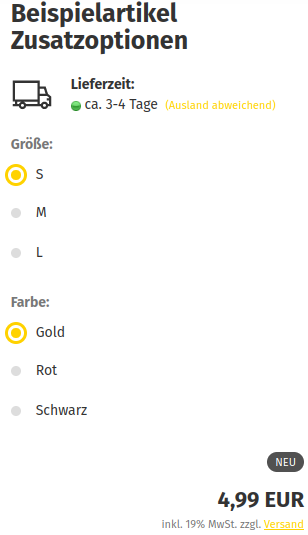 Beispielartikel
Zusatzoptionen
Lieferzeit:
ca. 3-4 Tage (Ausland abweichend)
Größe:
S
M
L
Farbe:
Gold
Rot
Schwarz
NEU
4,99 EUR
inkl. 19% MwSt. zzgl. Versand